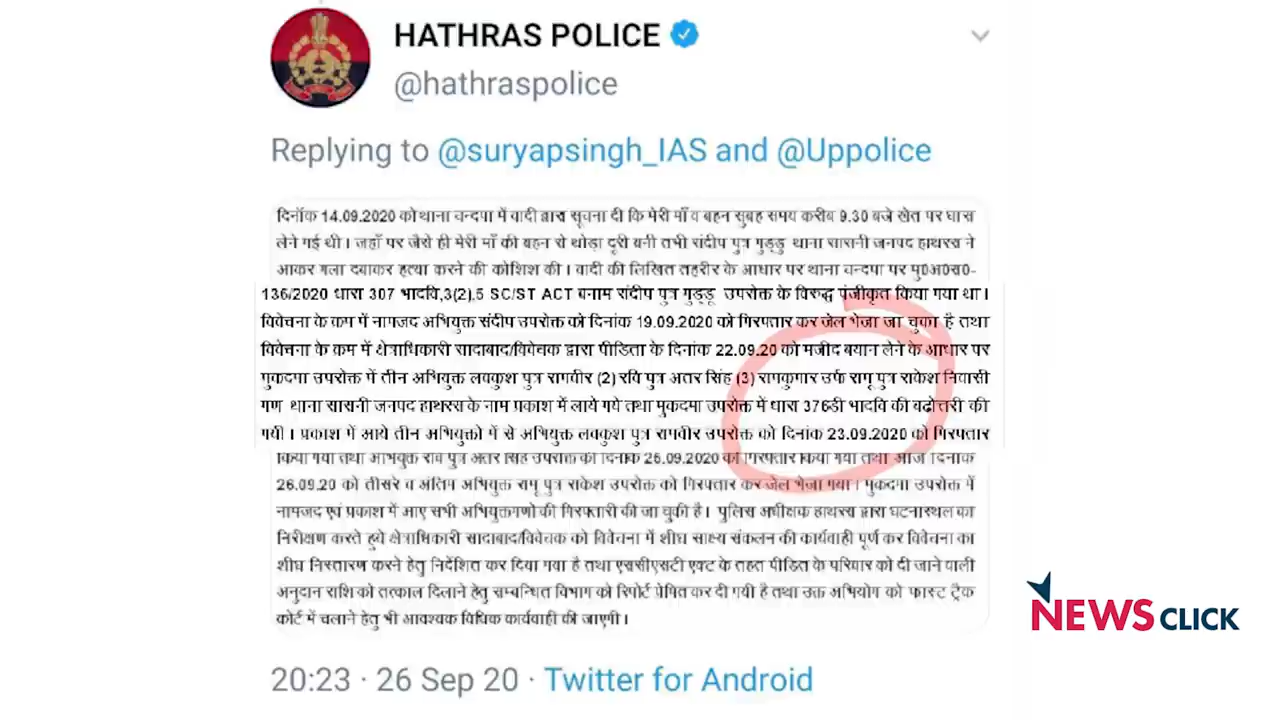 HATHRAS POLICE
@hathraspolice
Replying to @suryapsingh_IAS and @Uppolice
दिनॉक 14.09.2020 को थाना चन्दपा में वादी द्वारा सूचना दी कि मेरी माँ व बहन सुबह समय करीब 9.30 बजे खेत पर घास
लेने गई थी। जहाँ पर जैसे ही मेरी माँ की बहन से थोड़ा दूरी बनी तभी संदीप पुत्र गुड्डु थाना सासनी जनपद हाथरस ने
आकर गला दबाकर हत्या करने की कोशिश की। वादी की लिखित तहरीर के आधार पर थाना चन्दपा पर मु0अ0स0-
136/2020 धारा 307 भादवि,3(2),5 SC/ST ACT बनाम संदीप पुत्र गुड्डू उपरोक्त के विरुद्ध पंजीकृत किया गया था।
विवेचना के क्रम में नामजद अभियुक्त संदीप उपरोक्त को दिनांक 19.09.2020 को गिरफ्तार कर जेल भेजा जा चुका है तथा
विवेचना के क्रम में क्षेत्राधिकारी सादाबाद/विवेचक द्वारा पीडिता के दिनांक 22.09.20 को मजीद बयान लेने के आधार पर
मुकदमा उपरोक्त में तीन अभियुक्त लवकुश पुत्र रामवीर (2) रवि पुत्र अतर सिंह (3) रामकुमार उर्फ रामू पुत्र राकेश निवासी
गण थाना सासनी जनपद हाथरस के नाम प्रकाश में लाये गये तथा मुकदमा उपरोक्त में धारा 376डी भादवि की बढोत्तरी की
गयी। प्रकाश में आये तीन अभियुक्तो में से अभियुक्त लवकुश पुत्र रामवीर उपरोक्त को दिनांक 23.09.2020 को गिरफ्तार
किया गया तथा अभियुक्त रवि पुत्र अतर सिंह उपरोक्त को दिनांक 25.09.2020 को गिरफ्तार किया गया तथा आज दिनांक
26.09.20 को तीसरे व अंतिम अभियुक्त रामू पुत्र राकेश उपरोक्त को गिरफ्तार कर जेल भेजा गया। मुकदमा उपरोक्त में
नामजद एवं प्रकाश में आए सभी अभियुक्तगणों की गिरफ्तारी की जा चुकी है। पुलिस अधीक्षक हाथरस द्वारा घटनास्थल का
निरीक्षण करते हुये क्षेत्राधिकारी सादाबाद/विवेचक को विवेचना में शीघ्र साक्ष्य संकलन की कार्यवाही पूर्ण कर विवेचना का
शीघ्र निस्तारण करने हेतु निर्देशित कर दिया गया है तथा एससीएसटी एक्ट के तहत पीडित के परिवार को दी जाने वाली
अनुदान राशि को तत्काल दिलाने हेतु सम्बन्धित विभाग को रिपोर्ट प्रेषित कर दी गयी है तथा उक्त अभियोग को फास्ट ट्रैक
कोर्ट में चलाने हेतु भी आवश्यक विधिक कार्यवाही की जाएगी।
20:23 · 26 Sep 20 · Twitter for Android
NEWSCLICK